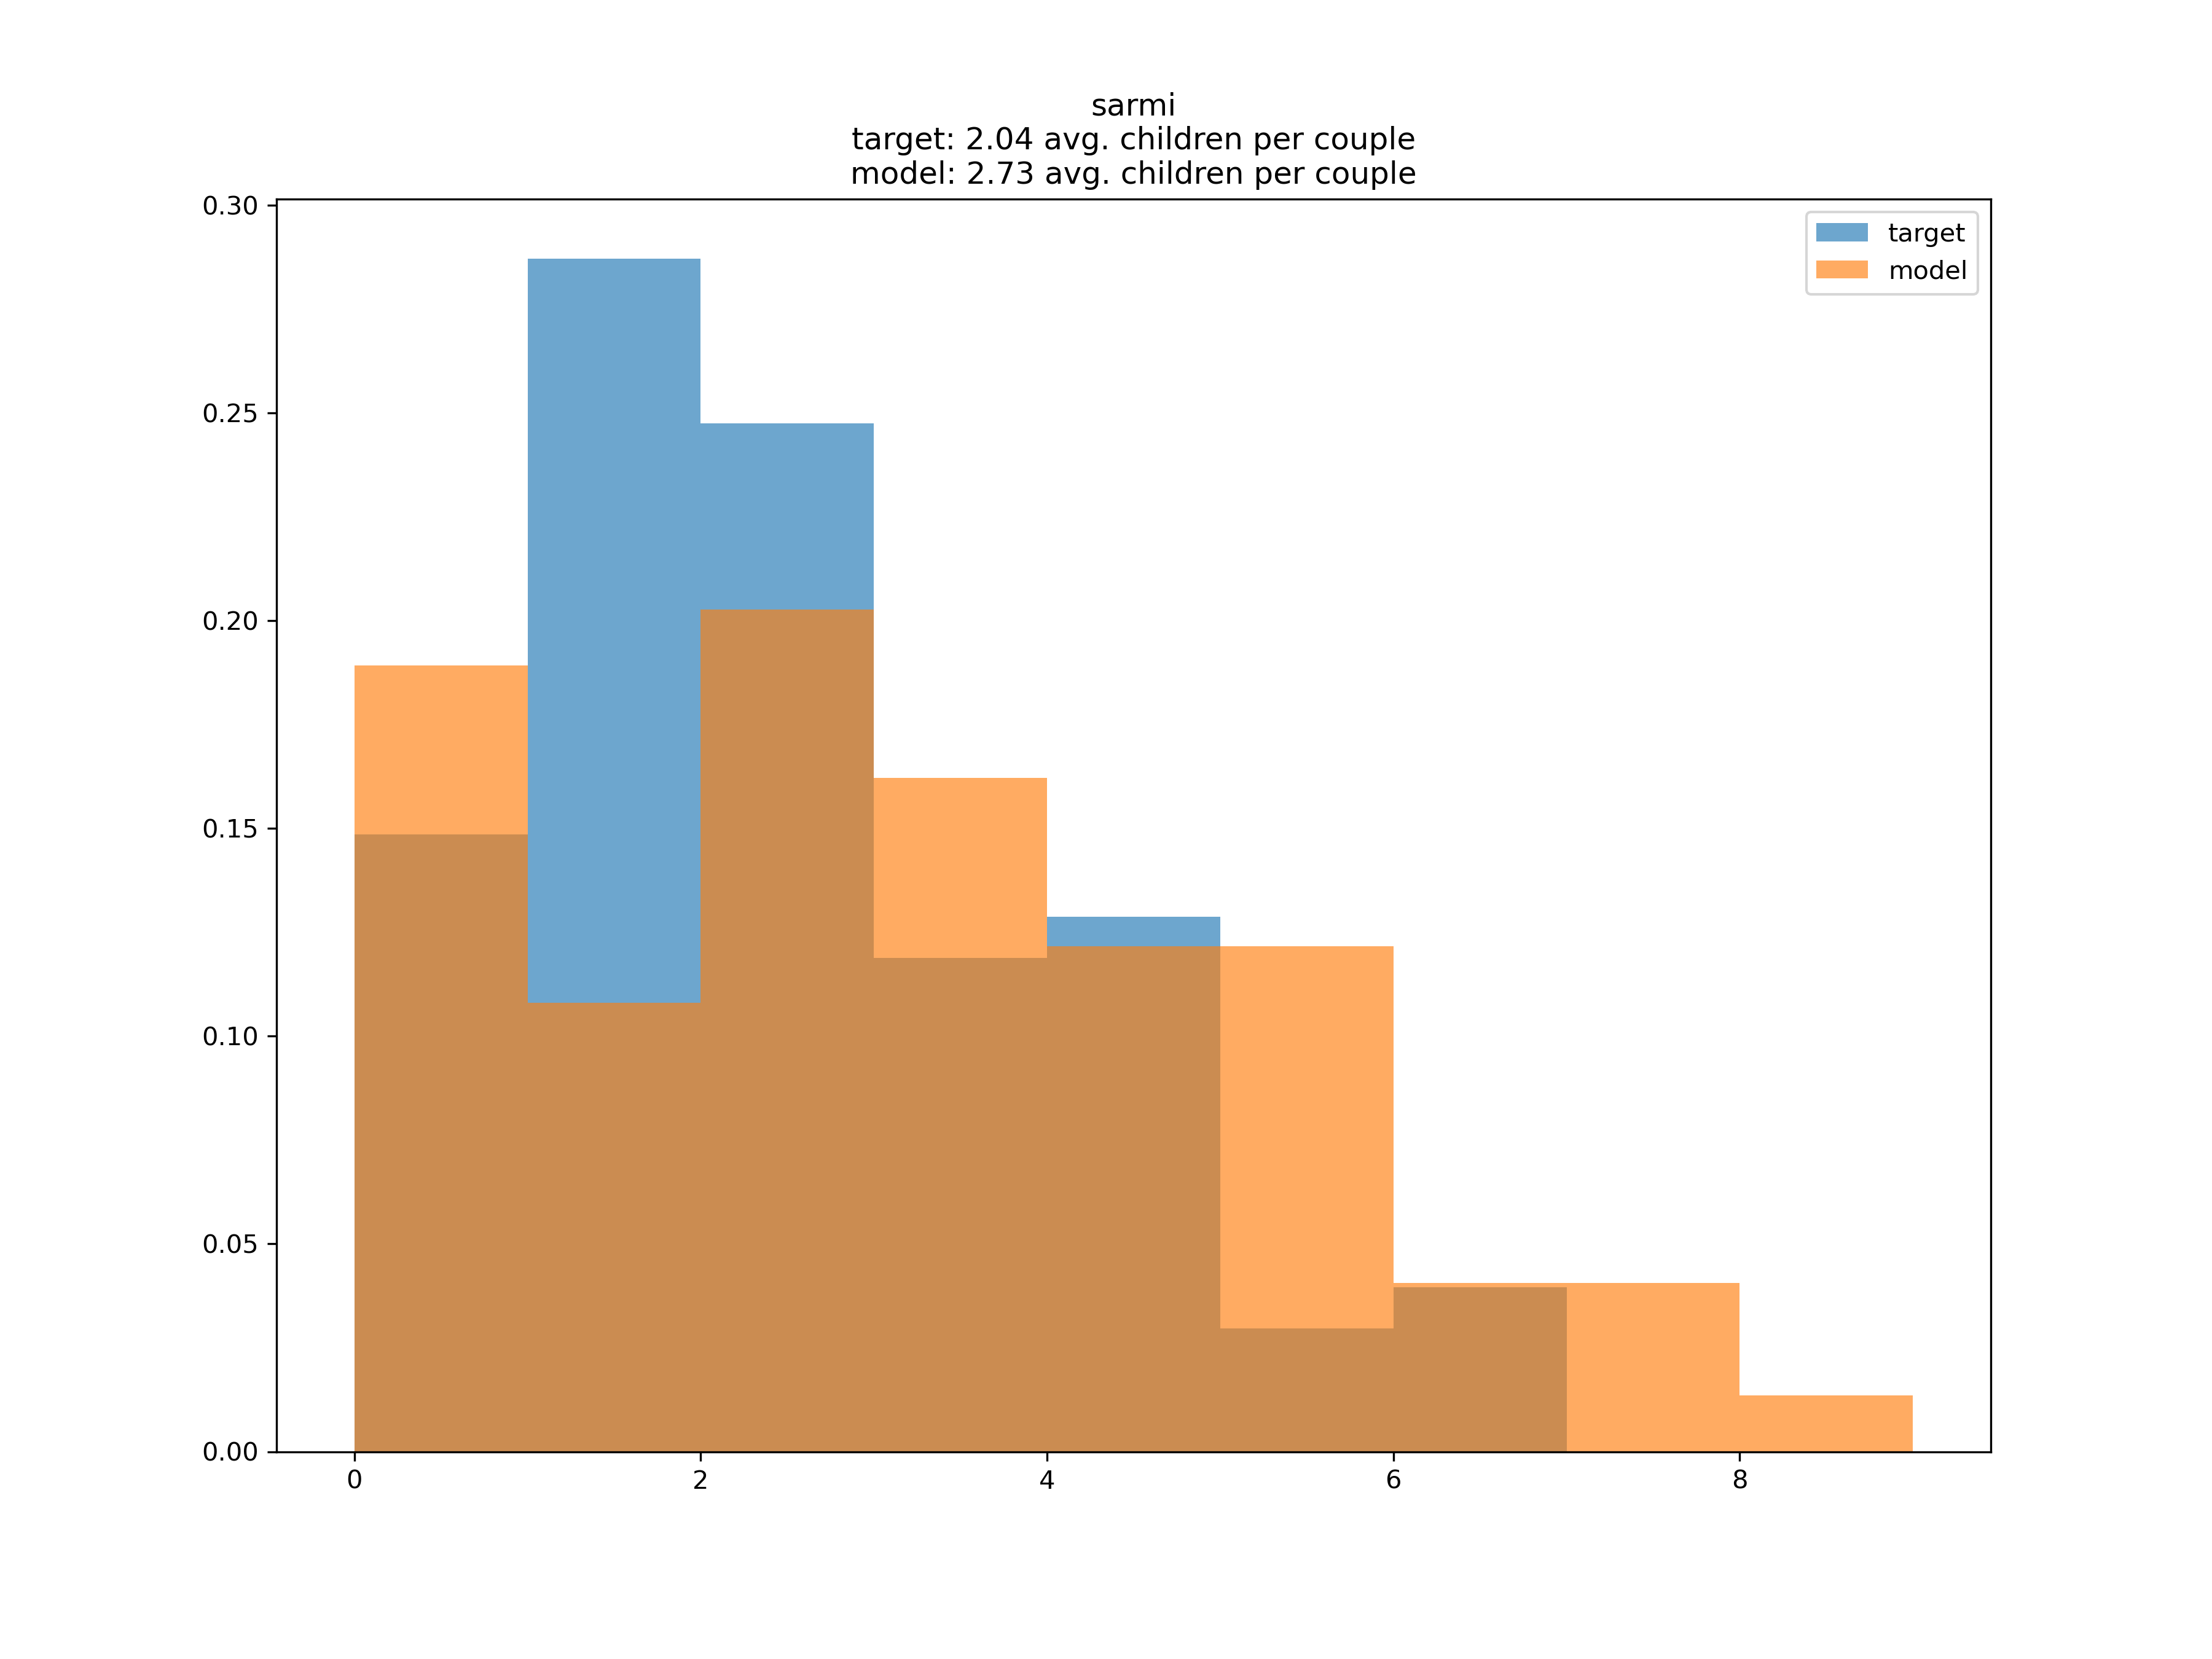 sarmi
target: 2.04 avg. children per couple
model: 2.73 avg. children per couple
target
model
0.30
0.25
0.20
0.15
0.10
0.05
0.00
0 2 4 6 8